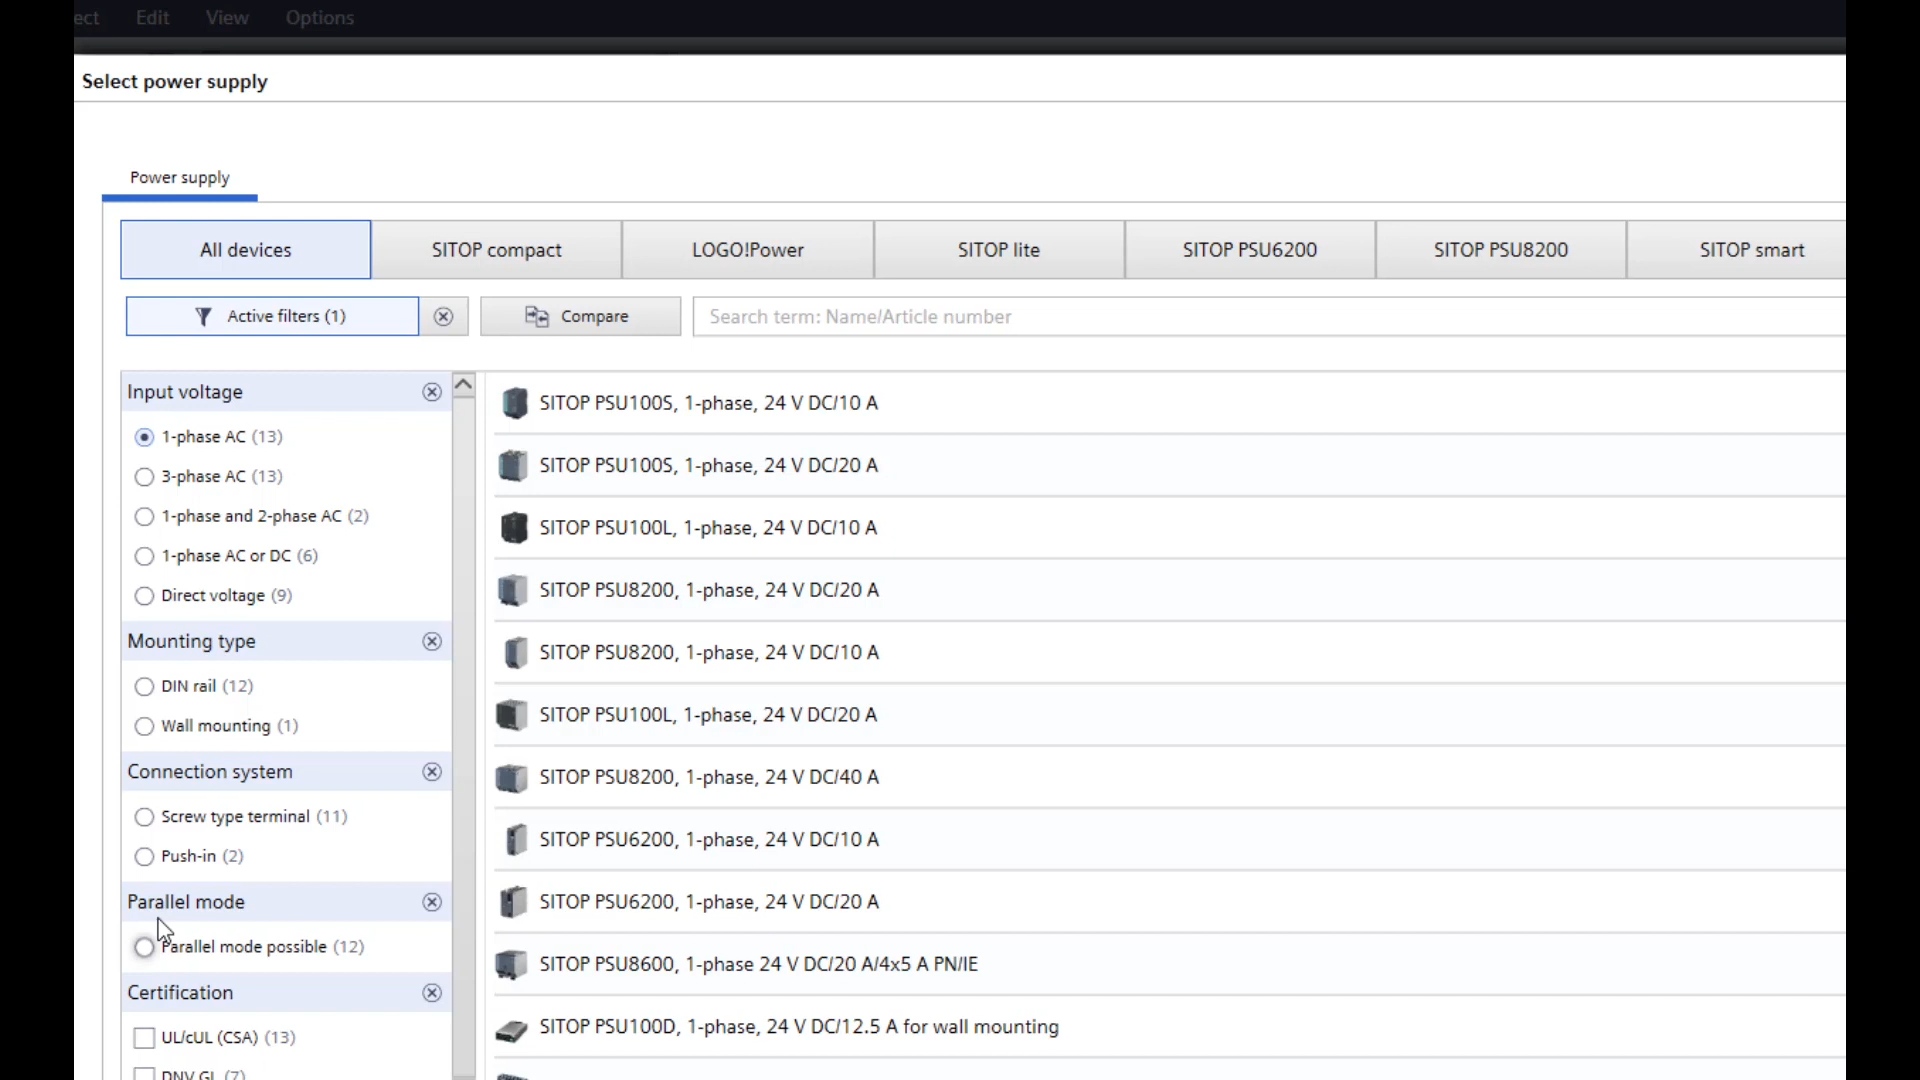 ect Edit View Options
Select power supply
Power supply
All devices SITOP compact LOGO!Power SITOP lite SITOP PSU6200 SITOP PSU8200 SITOP smart
Active filters (1) Compare Search term: Name/Article number
Input voltage
1-phase AC (13)
3-phase AC (13)
1-phase and 2-phase AC (2)
1-phase AC or DC (6)
Direct voltage (9)
Mounting type
DIN rail (12)
Wall mounting (1)
Connection system
Screw type terminal (11)
Push-in (2)
Parallel mode
Parallel mode possible (12)
Certification
UL/cUL (CSA) (13)
DNV GL (7)
SITOP PSU100S, 1-phase, 24 V DC/10 A
SITOP PSU100S, 1-phase, 24 V DC/20 A
SITOP PSU100L, 1-phase, 24 V DC/10 A
SITOP PSU8200, 1-phase, 24 V DC/20 A
SITOP PSU8200, 1-phase, 24 V DC/10 A
SITOP PSU100L, 1-phase, 24 V DC/20 A
SITOP PSU8200, 1-phase, 24 V DC/40 A
SITOP PSU6200, 1-phase, 24 V DC/10 A
SITOP PSU6200, 1-phase, 24 V DC/20 A
SITOP PSU8600, 1-phase 24 V DC/20 A/4x5 A PN/IE
SITOP PSU100D, 1-phase, 24 V DC/12.5 A for wall mounting